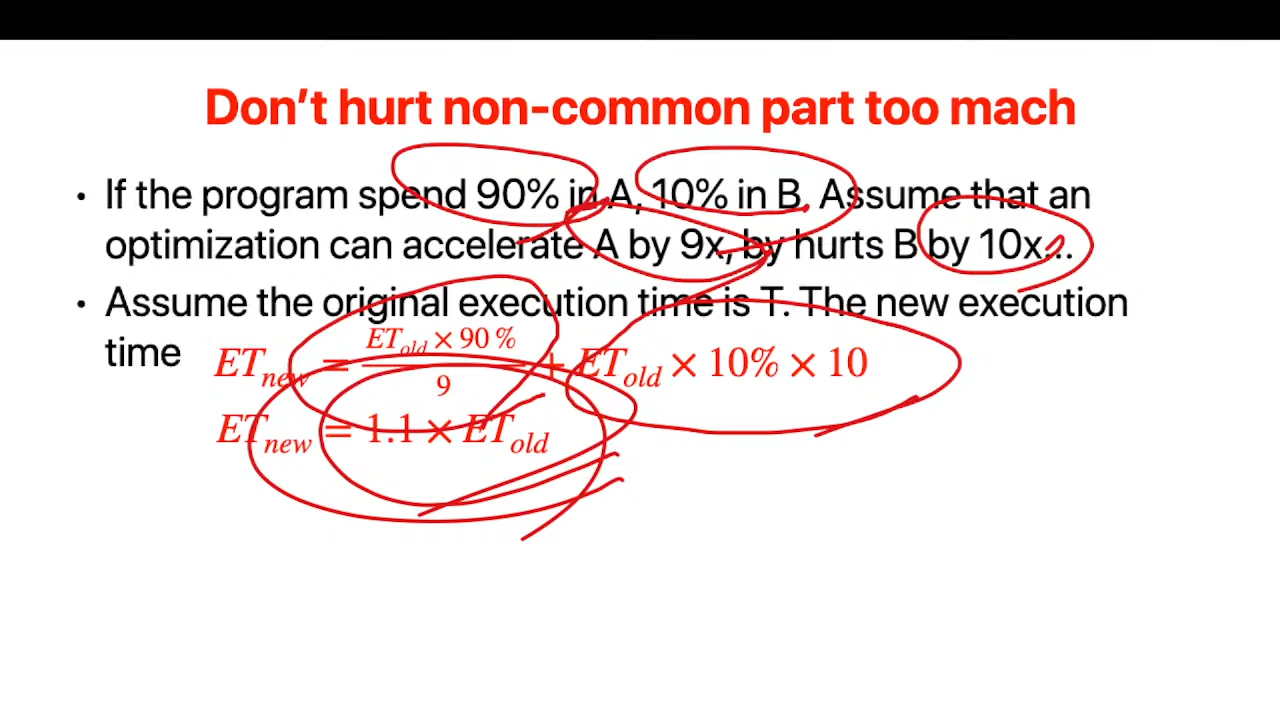 Don't hurt non-common part too mach
• If the program spend 90% in A, 10% in B. Assume that an
optimization can accelerate A by 9x, by hurts B by 10x...
• Assume the original execution time is T. The new execution
time
ET_new = (ET_old × 90 %)/9 + ET_old × 10% × 10
ET_new = 1.1 × ET_old